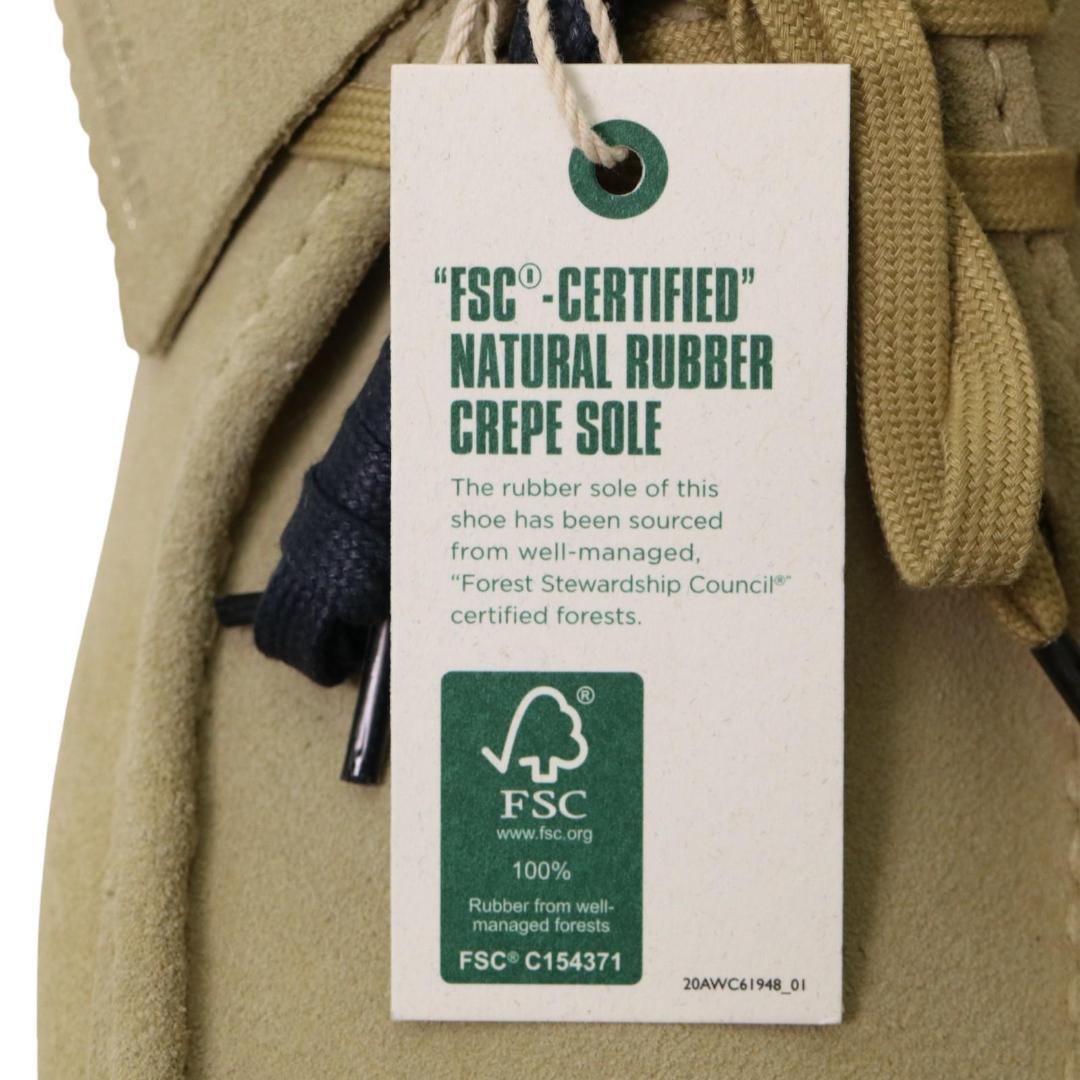 “FSC®-CERTIFIED”
NATURAL RUBBER
CREPE SOLE
The rubber sole of this
shoe has been sourced
from well-managed,
“Forest Stewardship Council®”
certified forests.
®
FSC
www.fsc.org
100%
Rubber from well-
managed forests
FSC® C154371
20AWC61948_01